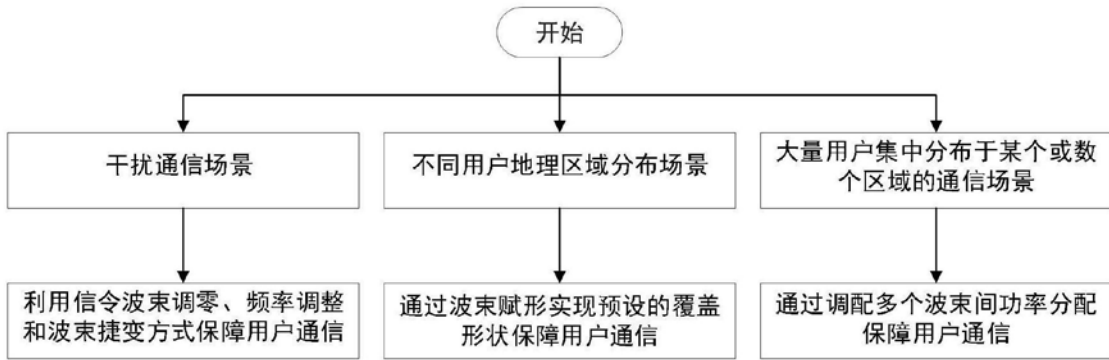 开始
干扰通信场景
不同用户地理区域分布场景
大量用户集中分布于某个或数
个区域的通信场景
利用信令波束调零、频率调整
和波束捷变方式保障用户通信
通过波束赋形实现预设的覆盖
形状保障用户通信
通过调配多个波束间功率分配
保障用户通信